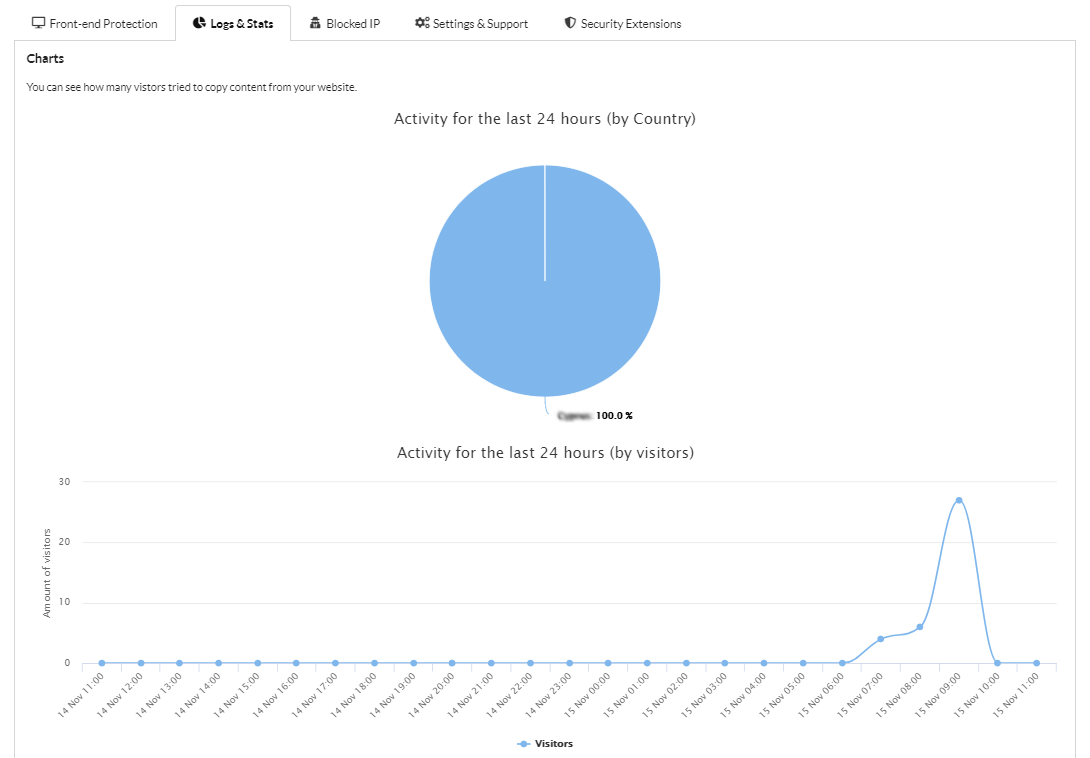 Front-end Protection
Logs & Stats
Blocked IP
Settings & Support
Security Extensions
Charts
You can see how many vistors tried to copy content from your website.
Activity for the last 24 hours (by Country)
100.0 %
Activity for the last 24 hours (by visitors)
Amount of visitors
30
20
10
0
14 Nov 11:00
14 Nov 12:00
14 Nov 13:00
14 Nov 14:00
14 Nov 15:00
14 Nov 16:00
14 Nov 17:00
14 Nov 18:00
14 Nov 19:00
14 Nov 20:00
14 Nov 21:00
14 Nov 22:00
14 Nov 23:00
15 Nov 00:00
15 Nov 01:00
15 Nov 02:00
15 Nov 03:00
15 Nov 04:00
15 Nov 05:00
15 Nov 06:00
15 Nov 07:00
15 Nov 08:00
15 Nov 09:00
15 Nov 10:00
15 Nov 11:00
Visitors